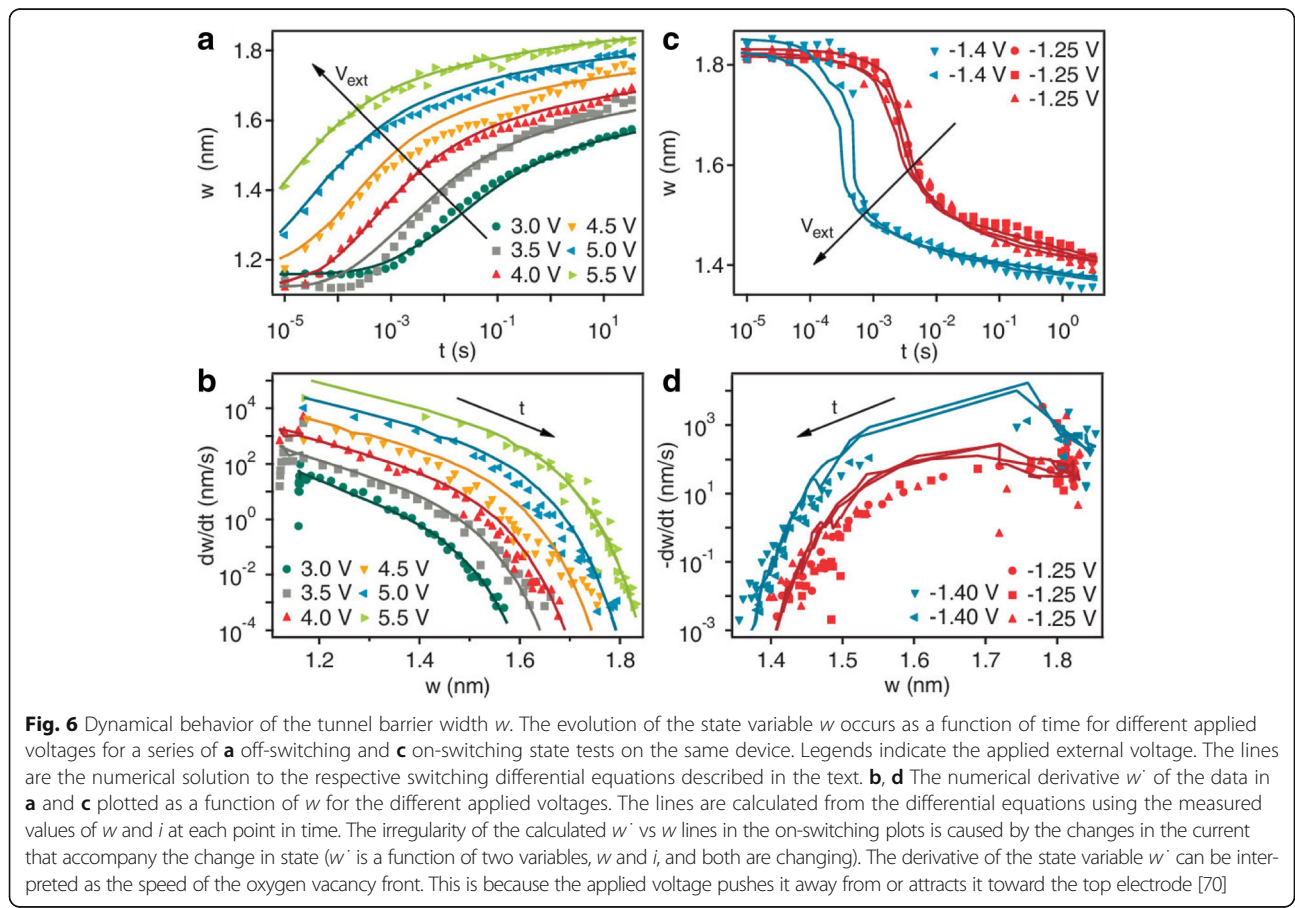 a
1.8
1.6
1.4
1.2
w (nm)
V_ext
3.0 V 4.5 V
3.5 V 5.0 V
4.0 V 5.5 V
10^-5 10^-3 10^-1 10^1
t (s)
c
1.8
1.6
1.4
w (nm)
-1.4 V -1.25 V
-1.4 V -1.25 V
-1.25 V
V_ext
10^-5 10^-4 10^-3 10^-2 10^-1 10^0
t (s)
b
10^4
10^2
10^0
10^-2
10^-4
dw/dt (nm/s)
t
3.0 V 4.5 V
3.5 V 5.0 V
4.0 V 5.5 V
1.2 1.4 1.6 1.8
w (nm)
d
10^3
10^1
10^-1
10^-3
-dw/dt (nm/s)
t
-1.25 V
-1.40 V -1.25 V
-1.40 V -1.25 V
1.4 1.5 1.6 1.7 1.8
w (nm)
Fig. 6 Dynamical behavior of the tunnel barrier width w. The evolution of the state variable w occurs as a function of time for different applied
voltages for a series of a off-switching and c on-switching state tests on the same device. Legends indicate the applied external voltage. The lines
are the numerical solution to the respective switching differential equations described in the text. b, d The numerical derivative w˙ of the data in
a and c plotted as a function of w for the different applied voltages. The lines are calculated from the differential equations using the measured
values of w and i at each point in time. The irregularity of the calculated w˙ vs w lines in the on-switching plots is caused by the changes in the current
that accompany the change in state (w˙ is a function of two variables, w and i, and both are changing). The derivative of the state variable w˙ can be inter-
preted as the speed of the oxygen vacancy front. This is because the applied voltage pushes it away from or attracts it toward the top electrode [70]